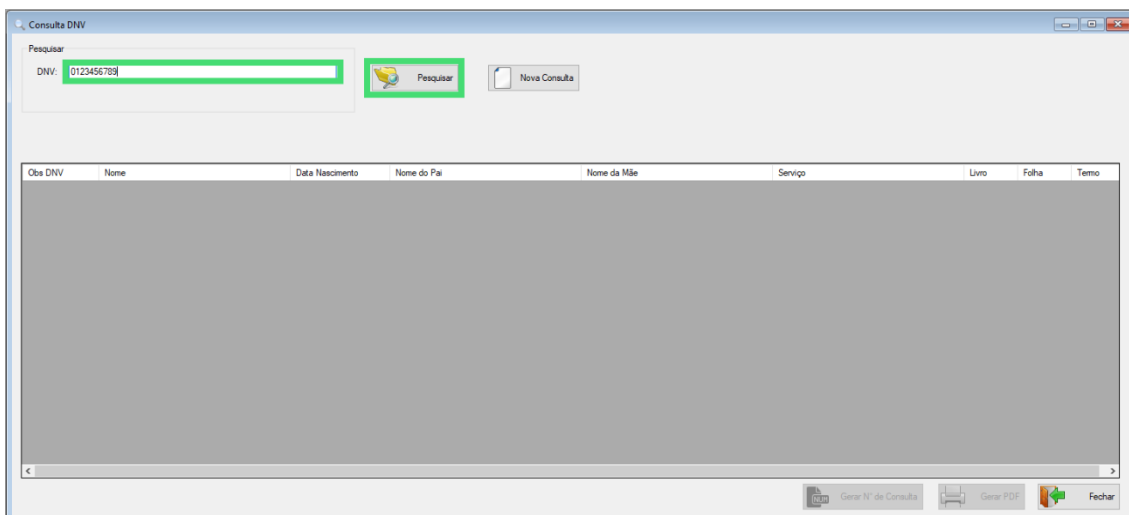 Consulta DNV
Pesquisar
DNV: 0123456789
Pesquisar
Nova Consulta
Obs DNV Nome Data Nascimento Nome do Pai Nome da Mãe Serviço Livro Folha Termo
NUM Gerar N° de Consulta Gerar PDF Fechar